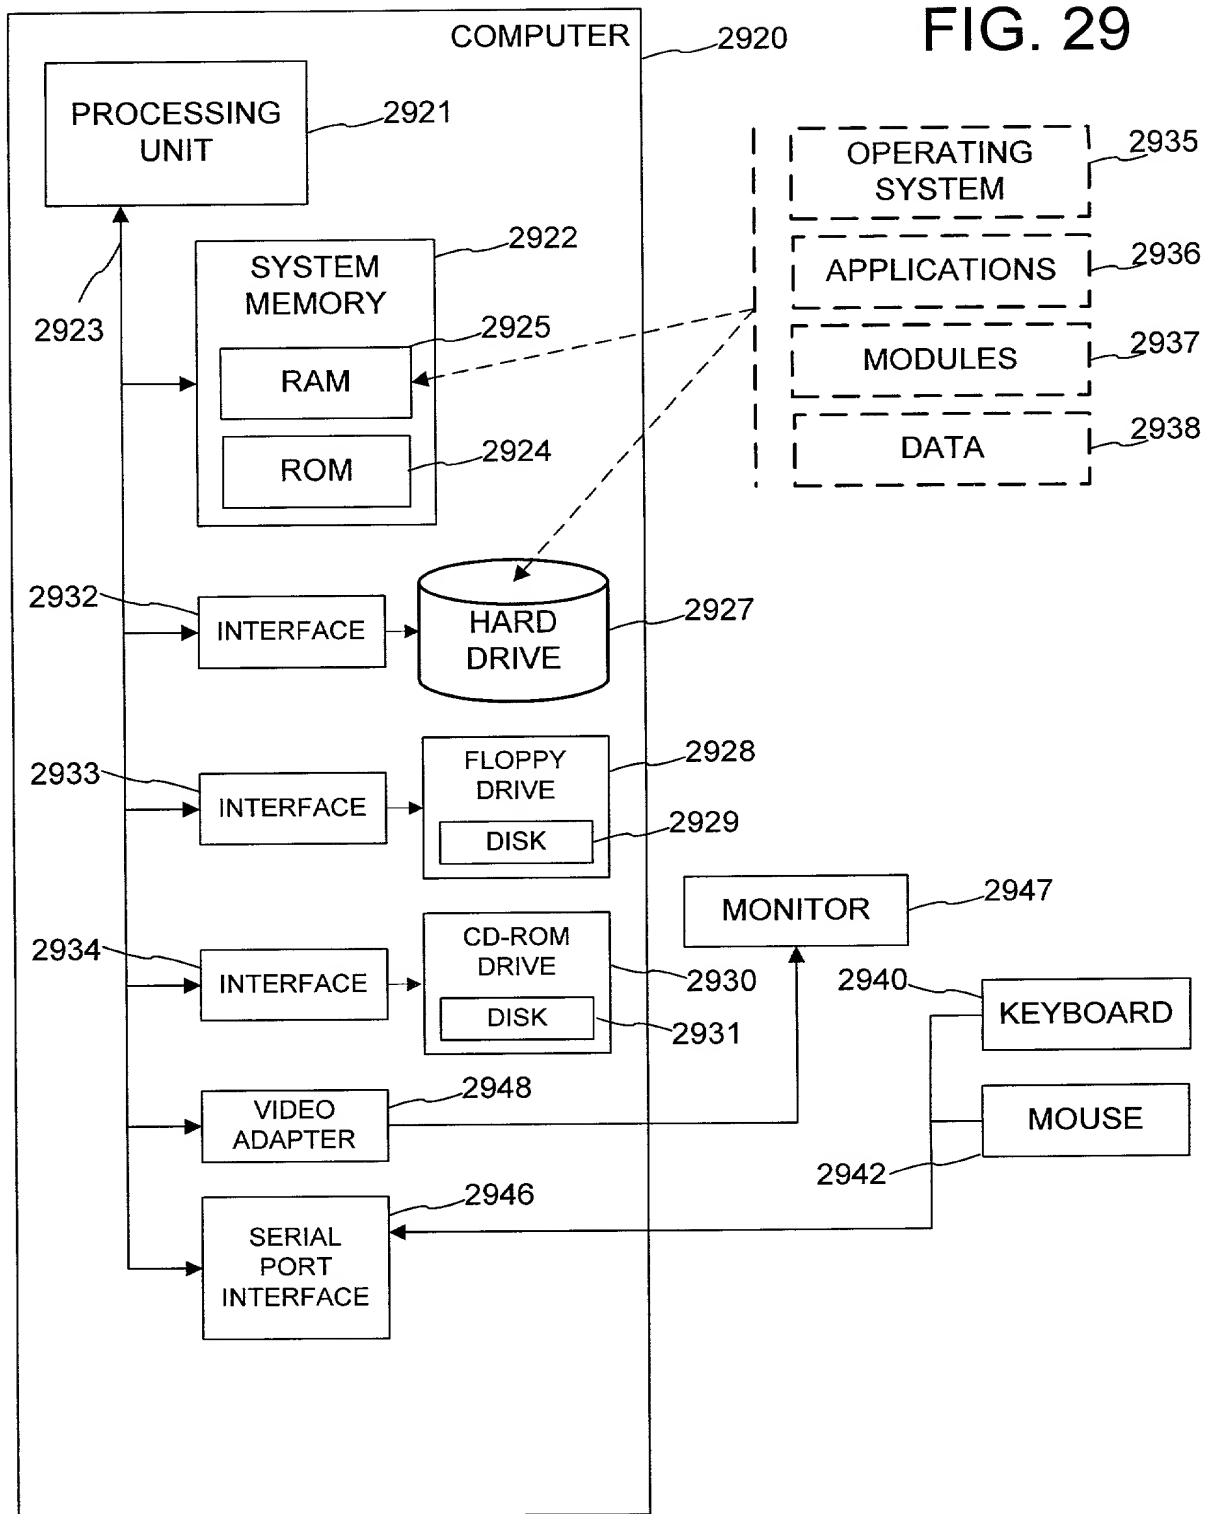 FIG. 29
COMPUTER
2920
PROCESSING
UNIT
2921
2923
SYSTEM
MEMORY
2922
RAM
2925
ROM
2924
OPERATING
SYSTEM
2935
APPLICATIONS
2936
MODULES
2937
DATA
2938
2932
INTERFACE
HARD
DRIVE
2927
2933
INTERFACE
FLOPPY
DRIVE
2928
DISK
2929
2934
INTERFACE
CD-ROM
DRIVE
2930
DISK
2931
MONITOR
2947
2940
KEYBOARD
MOUSE
2942
VIDEO
ADAPTER
2948
SERIAL
PORT
INTERFACE
2946